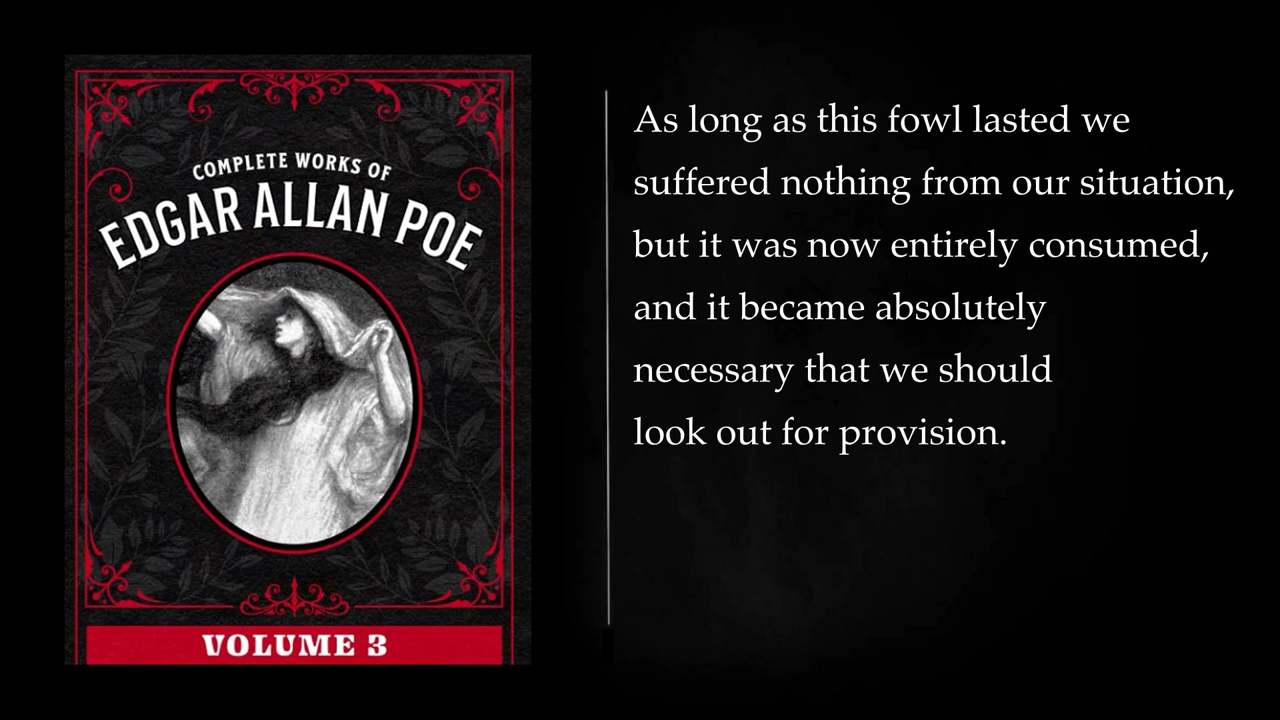 COMPLETE WORKS OF
EDGAR ALLAN POE
VOLUME 3
As long as this fowl lasted we
suffered nothing from our situation,
but it was now entirely consumed,
and it became absolutely
necessary that we should
look out for provision.